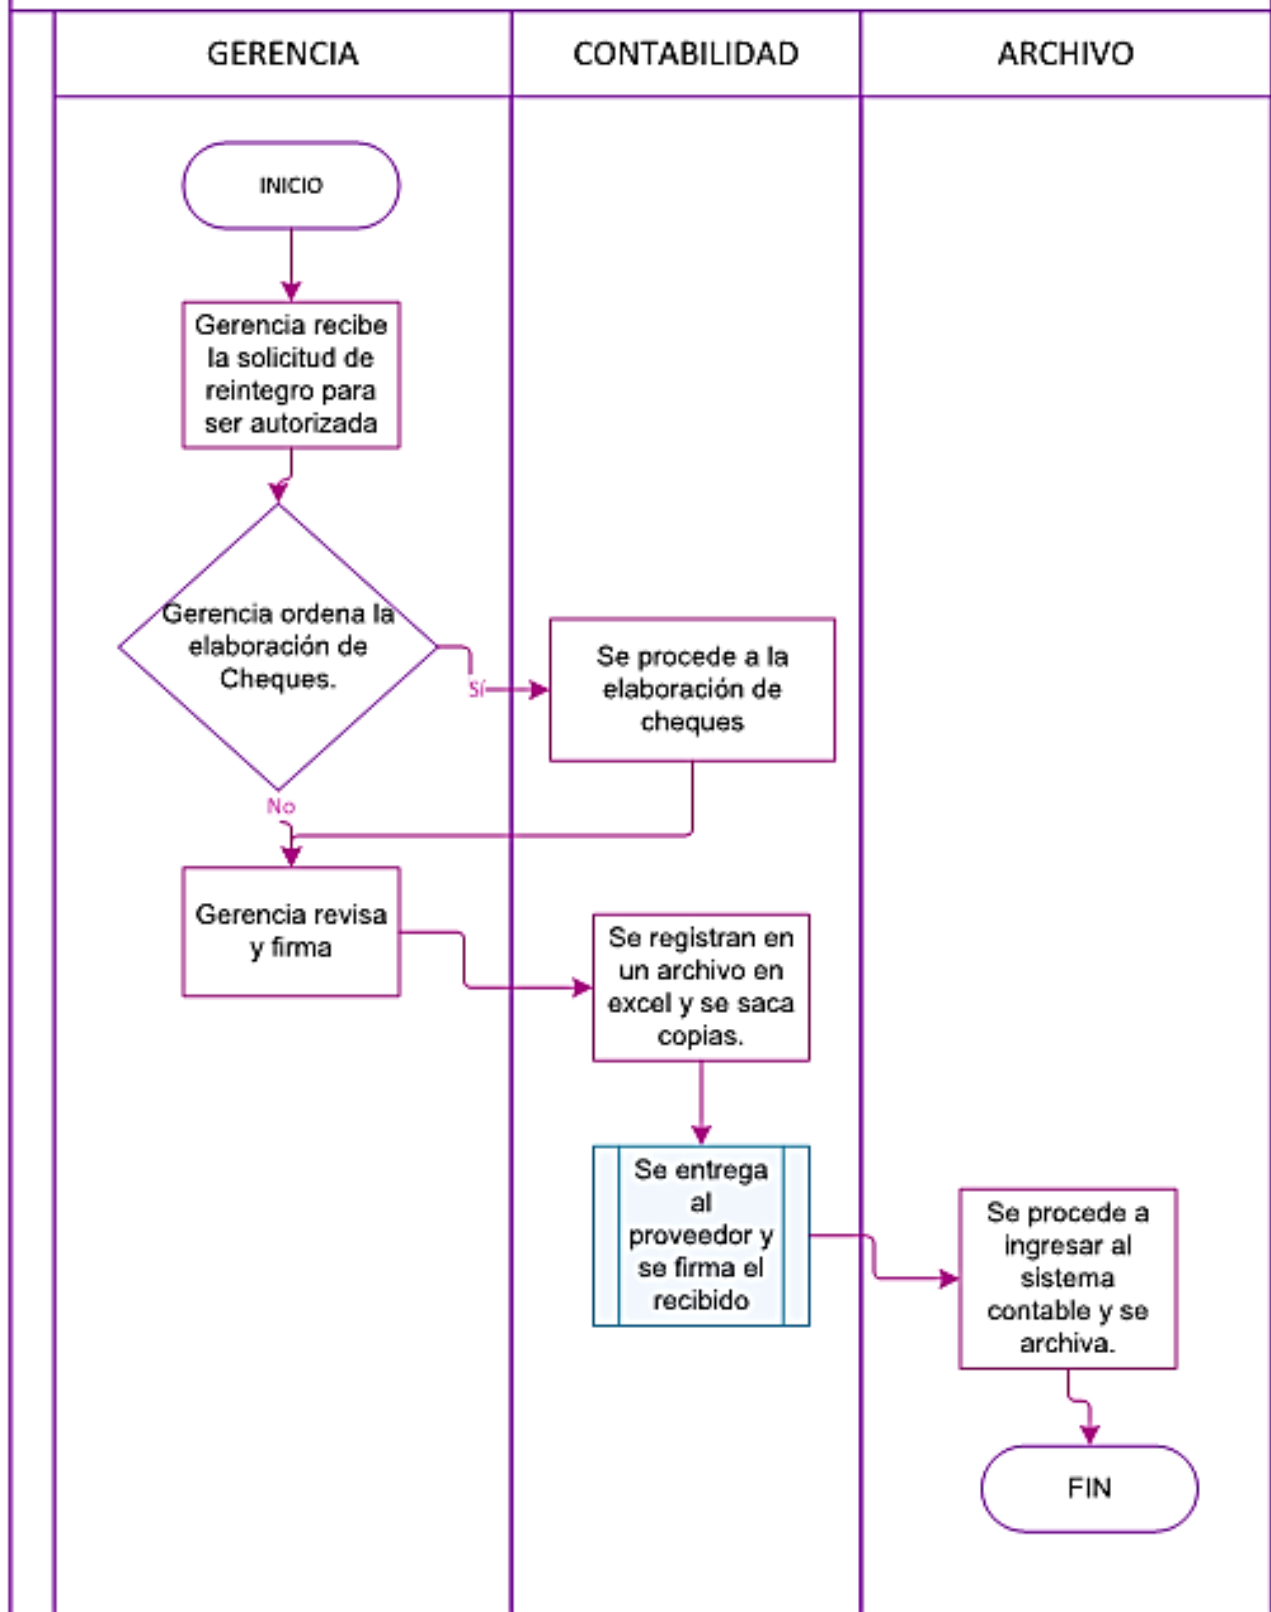 GERENCIA
CONTABILIDAD
ARCHIVO
INICIO
Gerencia recibe
la solicitud de
reintegro para
ser autorizada
Gerencia ordena la
elaboración de
Cheques.
Sí
Se procede a la
elaboración de
cheques
No
Gerencia revisa
y firma
Se registran en
un archivo en
excel y se saca
copias.
Se entrega
al
proveedor y
se firma el
recibido
Se procede a
ingresar al
sistema
contable y se
archiva.
FIN